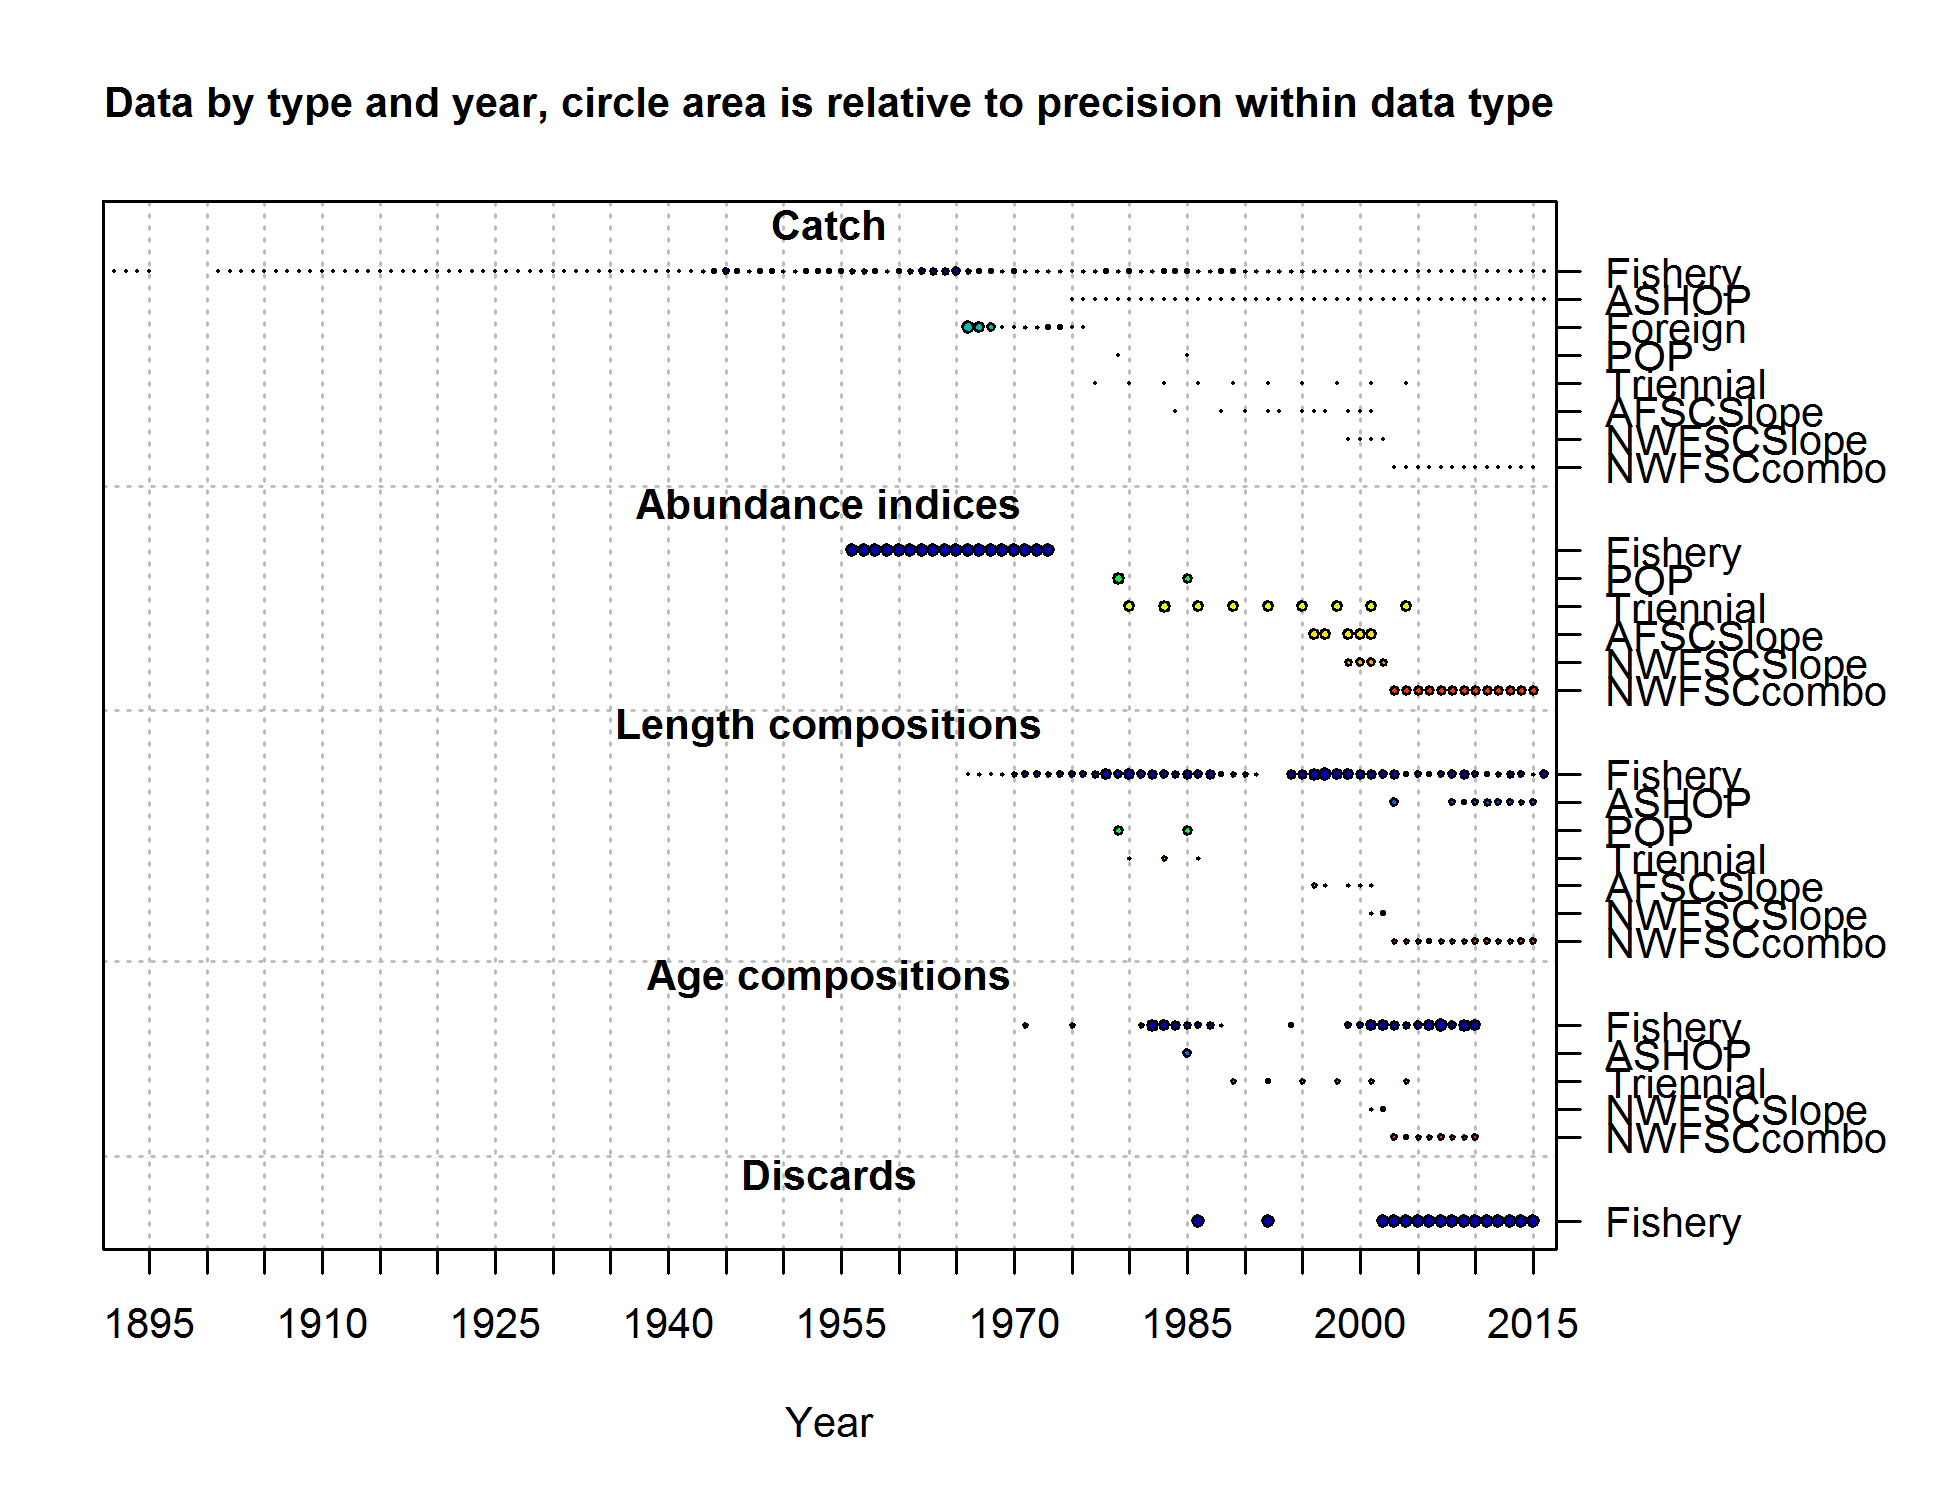 Data by type and year, circle area is relative to precision within data type
Catch
Fishery
ASHOP
Foreign
POP
Triennial
AFSCSlope
NWFSCSlope
NWFSCcombo
Abundance indices
Fishery
POP
Triennial
AFSCSlope
NWFSCSlope
NWFSCcombo
Length compositions
Fishery
ASHOP
POP
Triennial
AFSCSlope
NWFSCSlope
NWFSCcombo
Age compositions
Fishery
ASHOP
Triennial
NWFSCSlope
NWFSCcombo
Discards
Fishery
1895 1910 1925 1940 1955 1970 1985 2000 2015
Year